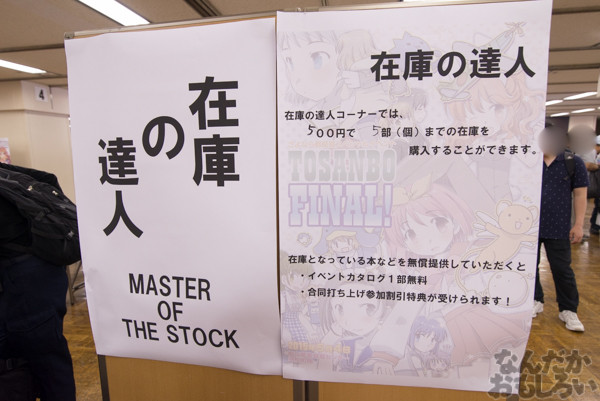 4
在庫
の
達人
MASTER
OF
THE STOCK
在庫の達人
在庫の達人コーナーでは、
500円で 5部(個)までの在庫を
購入することができます。
TOSANBO
FINAL!
在庫となっている本などを無償提供していただくと
・イベントカタログ1部無料
・合同打ち上げ参加割引特典が受けられます!
なんだか
おもしろい